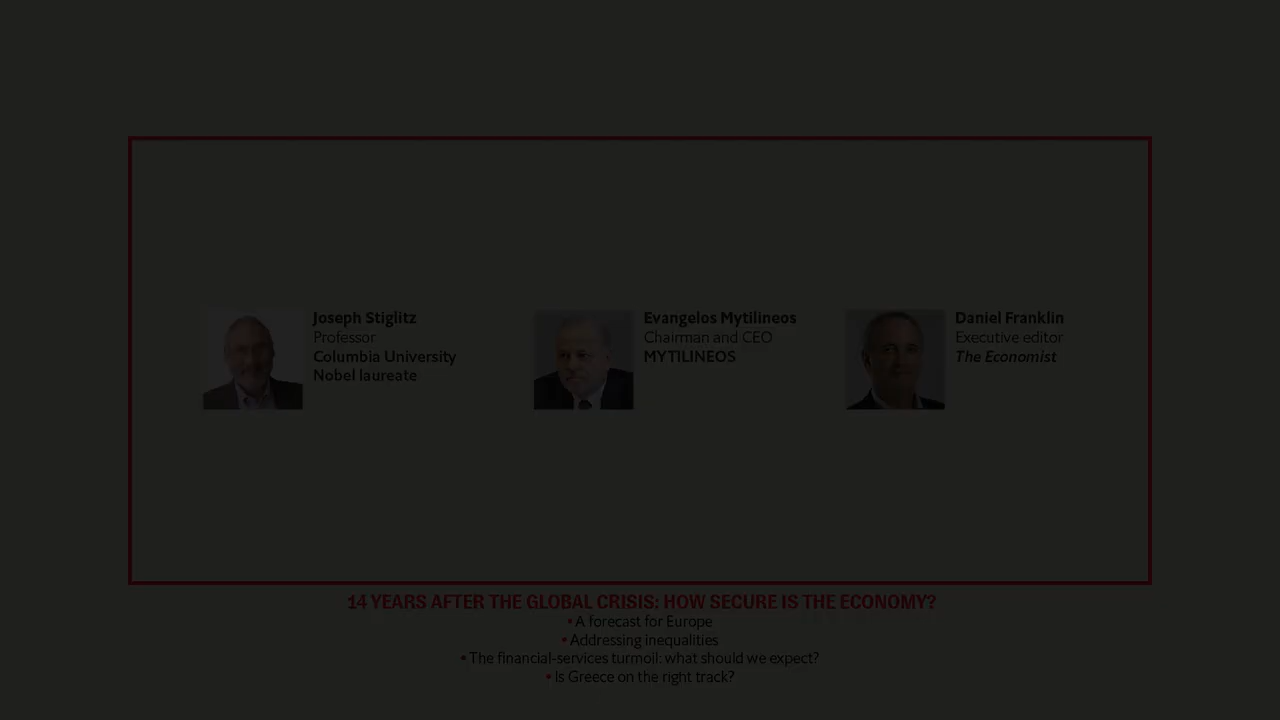 Joseph Stiglitz
Professor
Columbia University
Nobel laureate
Evangelos Mytilineos
Chairman and CEO
MYTILINEOS
Daniel Franklin
Executive editor
The Economist
14 YEARS AFTER THE GLOBAL CRISIS: HOW SECURE IS THE ECONOMY?
• A forecast for Europe
• Addressing inequalities
• The financial-services turmoil: what should we expect?
• Is Greece on the right track?